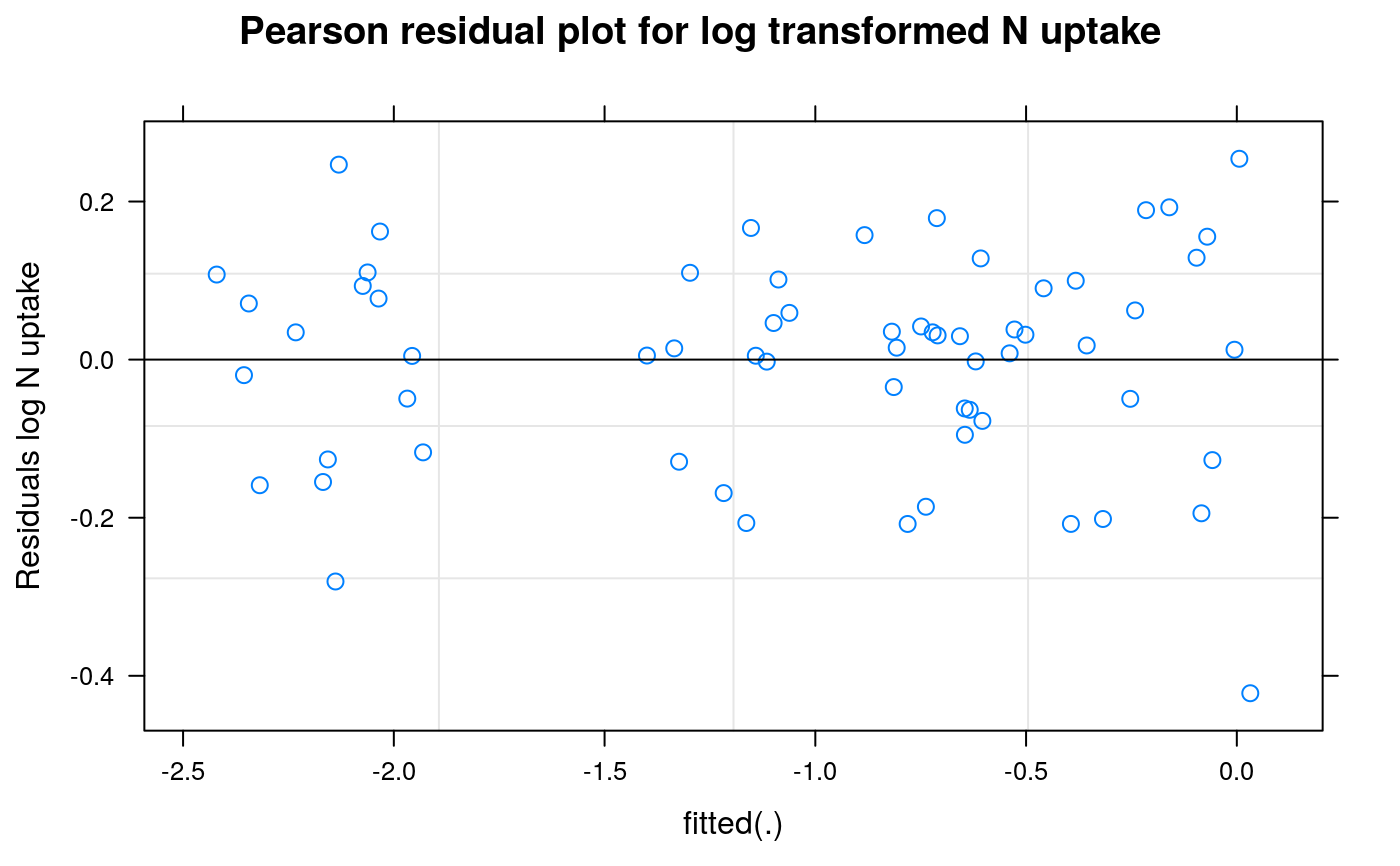 Pearson residual plot for log transformed N uptake
Residuals log N uptake
0.2
0.0
-0.2
-0.4
-2.5 -2.0 -1.5 -1.0 -0.5 0.0
fitted(.)